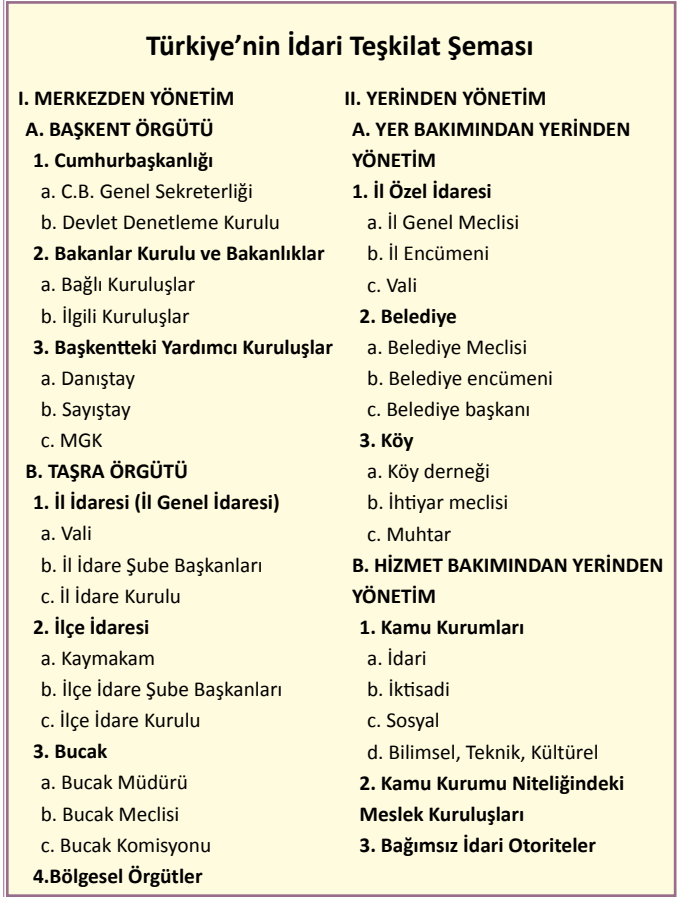 Türkiye’nin İdari Teşkilat Şeması
I. MERKEZDEN YÖNETİM
A. BAŞKENT ÖRGÜTÜ
1. Cumhurbaşkanlığı
a. C.B. Genel Sekreterliği
b. Devlet Denetleme Kurulu
2. Bakanlar Kurulu ve Bakanlıklar
a. Bağlı Kuruluşlar
b. İlgili Kuruluşlar
3. Başkentteki Yardımcı Kuruluşlar
a. Danıştay
b. Sayıştay
c. MGK
B. TAŞRA ÖRGÜTÜ
1. İl İdaresi (İl Genel İdaresi)
a. Vali
b. İl İdare Şube Başkanları
c. İl İdare Kurulu
2. İlçe İdaresi
a. Kaymakam
b. İlçe İdare Şube Başkanları
c. İlçe İdare Kurulu
3. Bucak
a. Bucak Müdürü
b. Bucak Meclisi
c. Bucak Komisyonu
4.Bölgesel Örgütler
II. YERİNDEN YÖNETİM
A. YER BAKIMINDAN YERİNDEN
YÖNETİM
1. İl Özel İdaresi
a. İl Genel Meclisi
b. İl Encümeni
c. Vali
2. Belediye
a. Belediye Meclisi
b. Belediye encümeni
c. Belediye başkanı
3. Köy
a. Köy derneği
b. İhtiyar meclisi
c. Muhtar
B. HİZMET BAKIMINDAN YERİNDEN
YÖNETİM
1. Kamu Kurumları
a. İdari
b. İktisadi
c. Sosyal
d. Bilimsel, Teknik, Kültürel
2. Kamu Kurumu Niteliğindeki
Meslek Kuruluşları
3. Bağımsız İdari Otoriteler